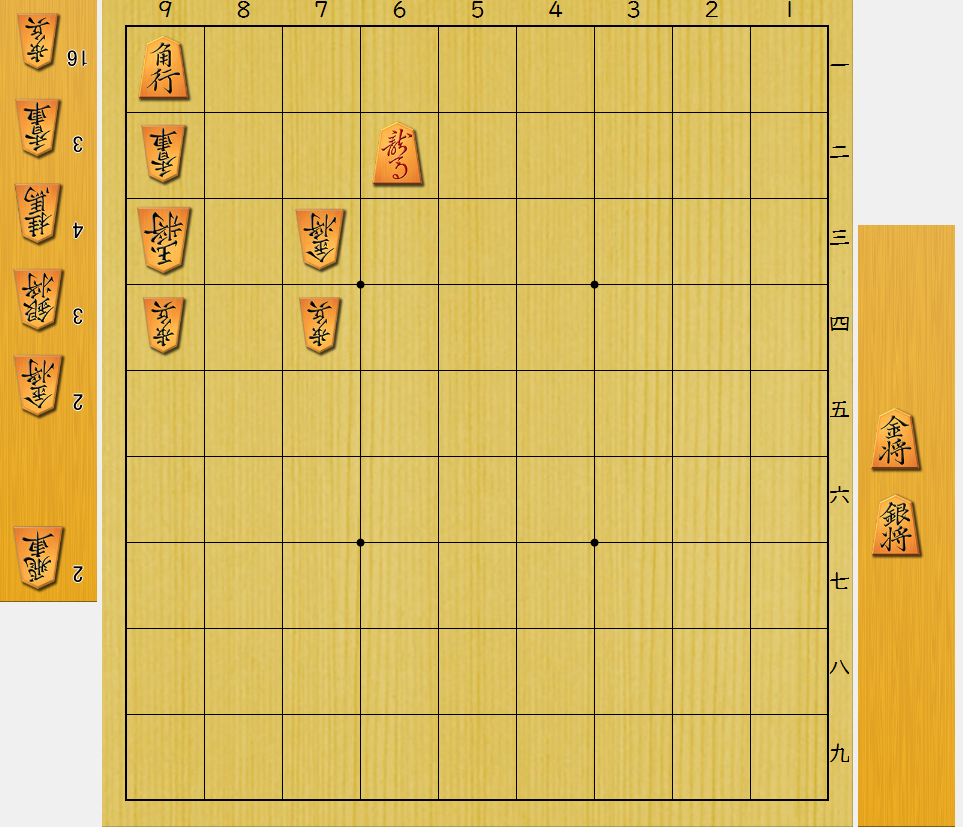 9 8 7 6 5 4 3 2 1
歩兵 16
香車 3
桂馬 4
銀将 3
金将 2
飛車 2
角行 一
香車 龍馬 二
玉将 金将 三
歩兵 歩兵 四
五
六
七
八
九
金将
銀将